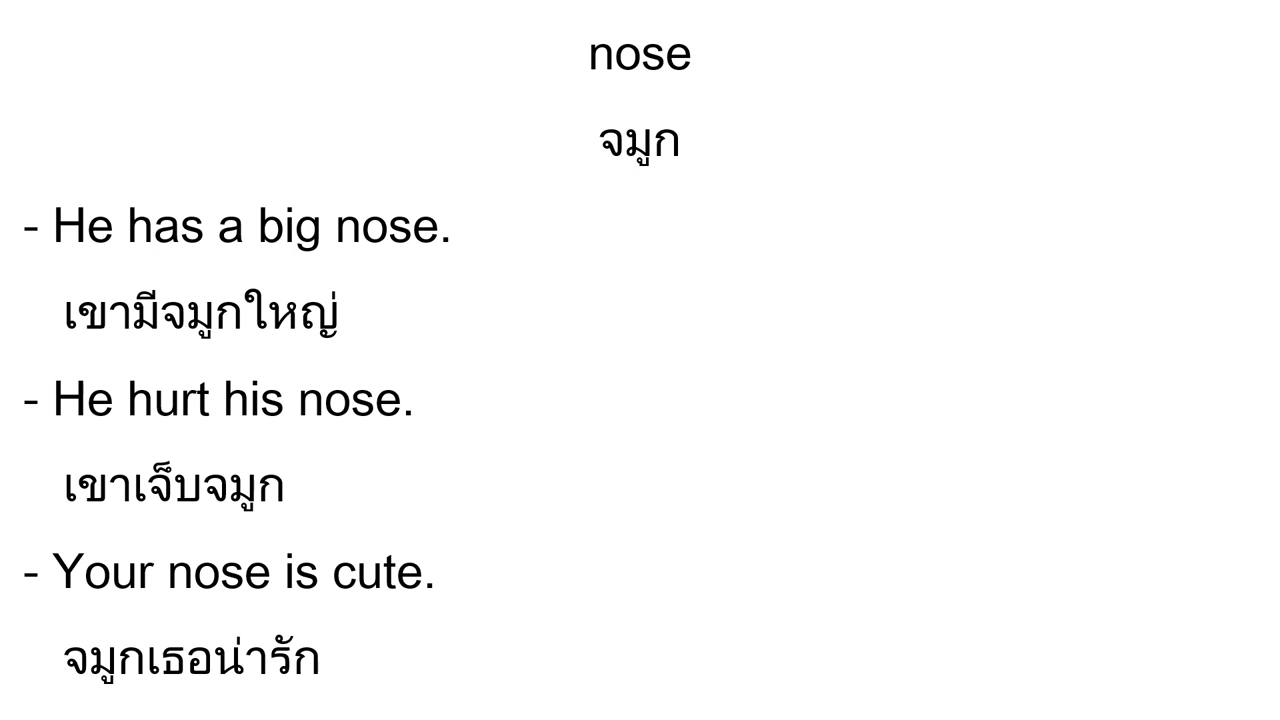 nose
จมูก
- He has a big nose.
เขามีจมูกใหญ่
- He hurt his nose.
เขาเจ็บจมูก
- Your nose is cute.
จมูกเธอน่ารัก